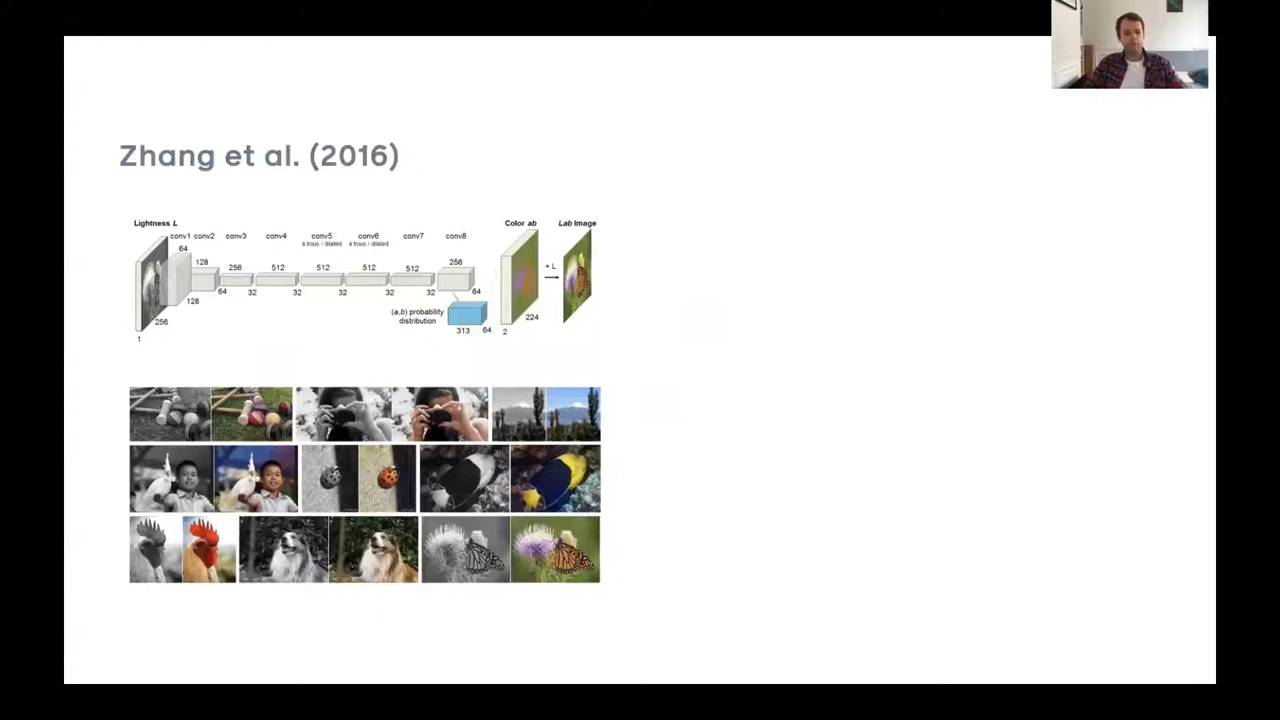 Zhang et al. (2016)
Lightness L
Color ab
Lab Image
conv1 conv2 conv3 conv4 conv5 conv6 conv7 conv8
à trous / dilated à trous / dilated
64
128
256 512 512 512 512 256
+ L
64 32 32 32 32 32 64
128
256
(a,b) probability
distribution
224
313 64 2
1